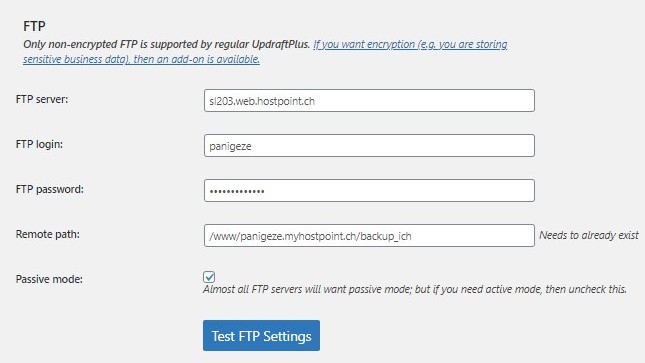 FTP
Only non-encrypted FTP is supported by regular UpdraftPlus. If you want encryption (e.g. you are storing
sensitive business data), then an add-on is available.
FTP server:
sl203.web.hostpoint.ch
FTP login:
panigeze
FTP password:
•••••••••••••
Remote path:
/www/panigeze.myhostpoint.ch/backup_ich
Needs to already exist
Passive mode:
Almost all FTP servers will want passive mode; but if you need active mode, then uncheck this.
Test FTP Settings